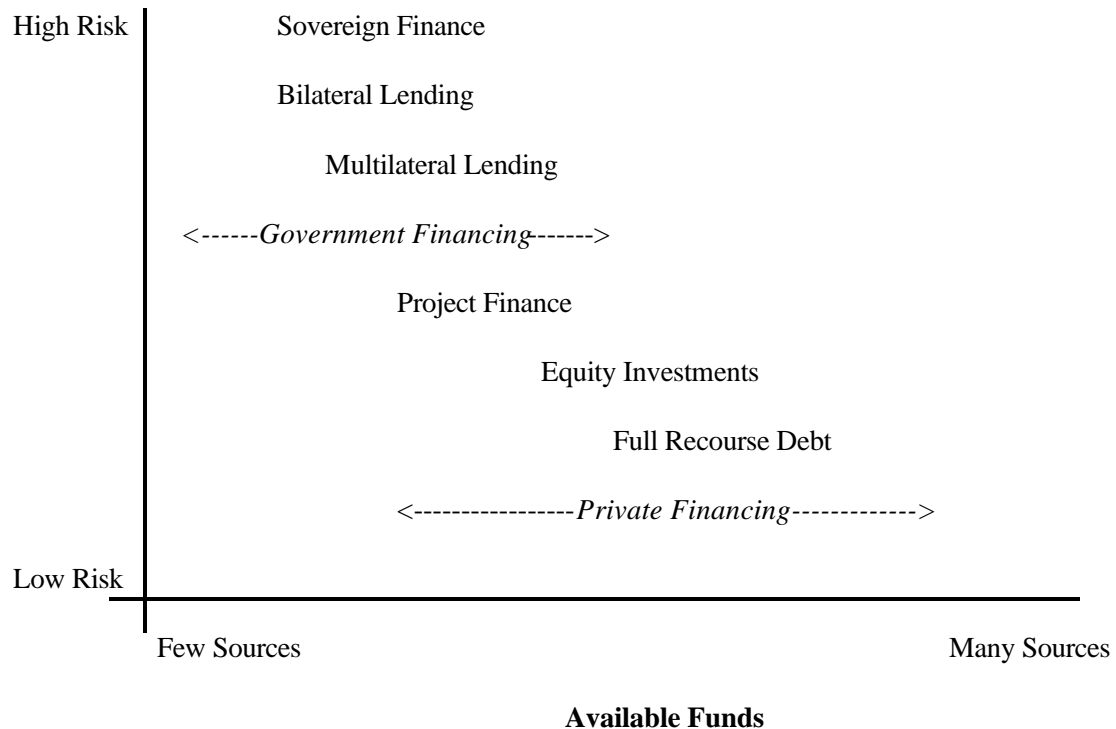 High Risk Sovereign Finance
Bilateral Lending
Multilateral Lending
<------Government Financing------->
Project Finance
Equity Investments
Full Recourse Debt
<-----------------Private Financing------------->
Low Risk
Few Sources Many Sources
Available Funds